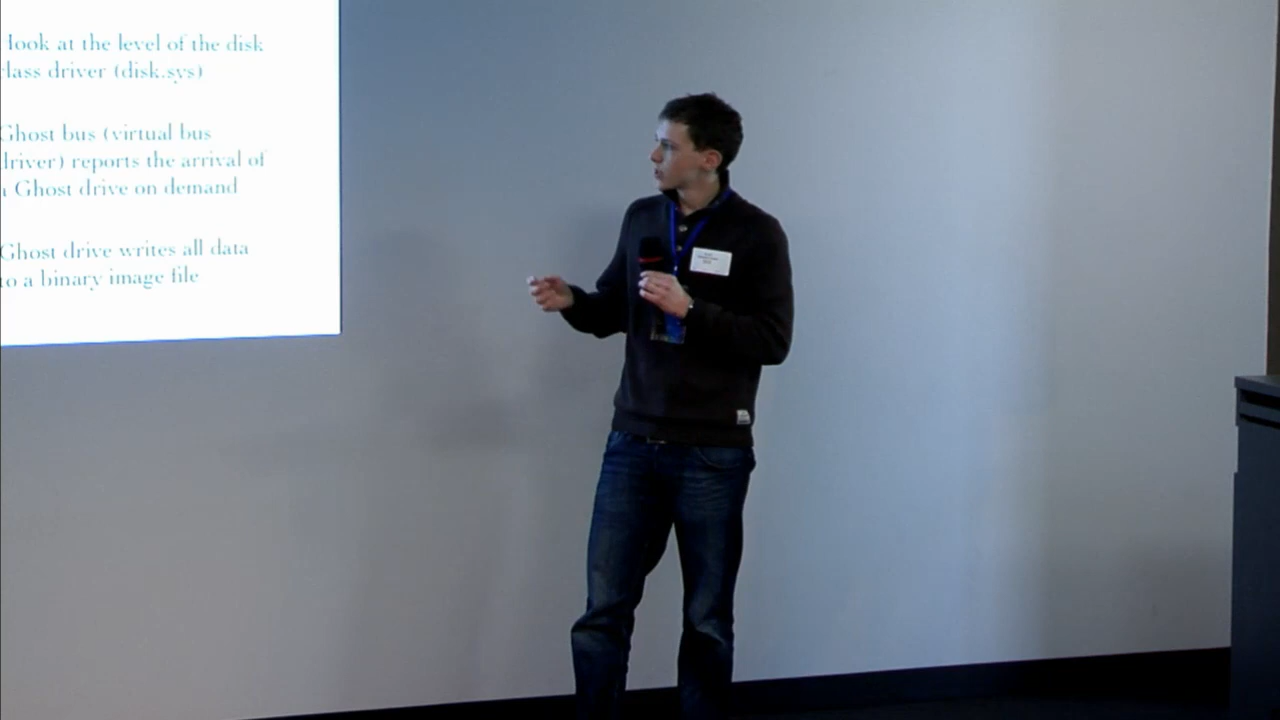 look at the level of the disk
class driver (disk.sys)
Ghost bus (virtual bus
driver) reports the arrival of
a Ghost drive on demand
Ghost drive writes all data
to a binary image file